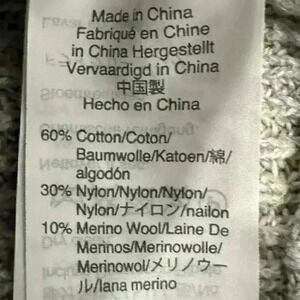 Made in China
Fabriqué en Chine
in China Hergestellt
Vervaardigd in China
中国製
Hecho en China
60% Cotton/Coton/
Baumwolle/Katoen/綿/
algodón
30% Nylon/Nylon/Nylon/
Nylon/ナイロン/nailon
10% Merino Wool/Laine De
Merinos/Merinowolle/
Merinowol/メリノウー
ル/lana merino